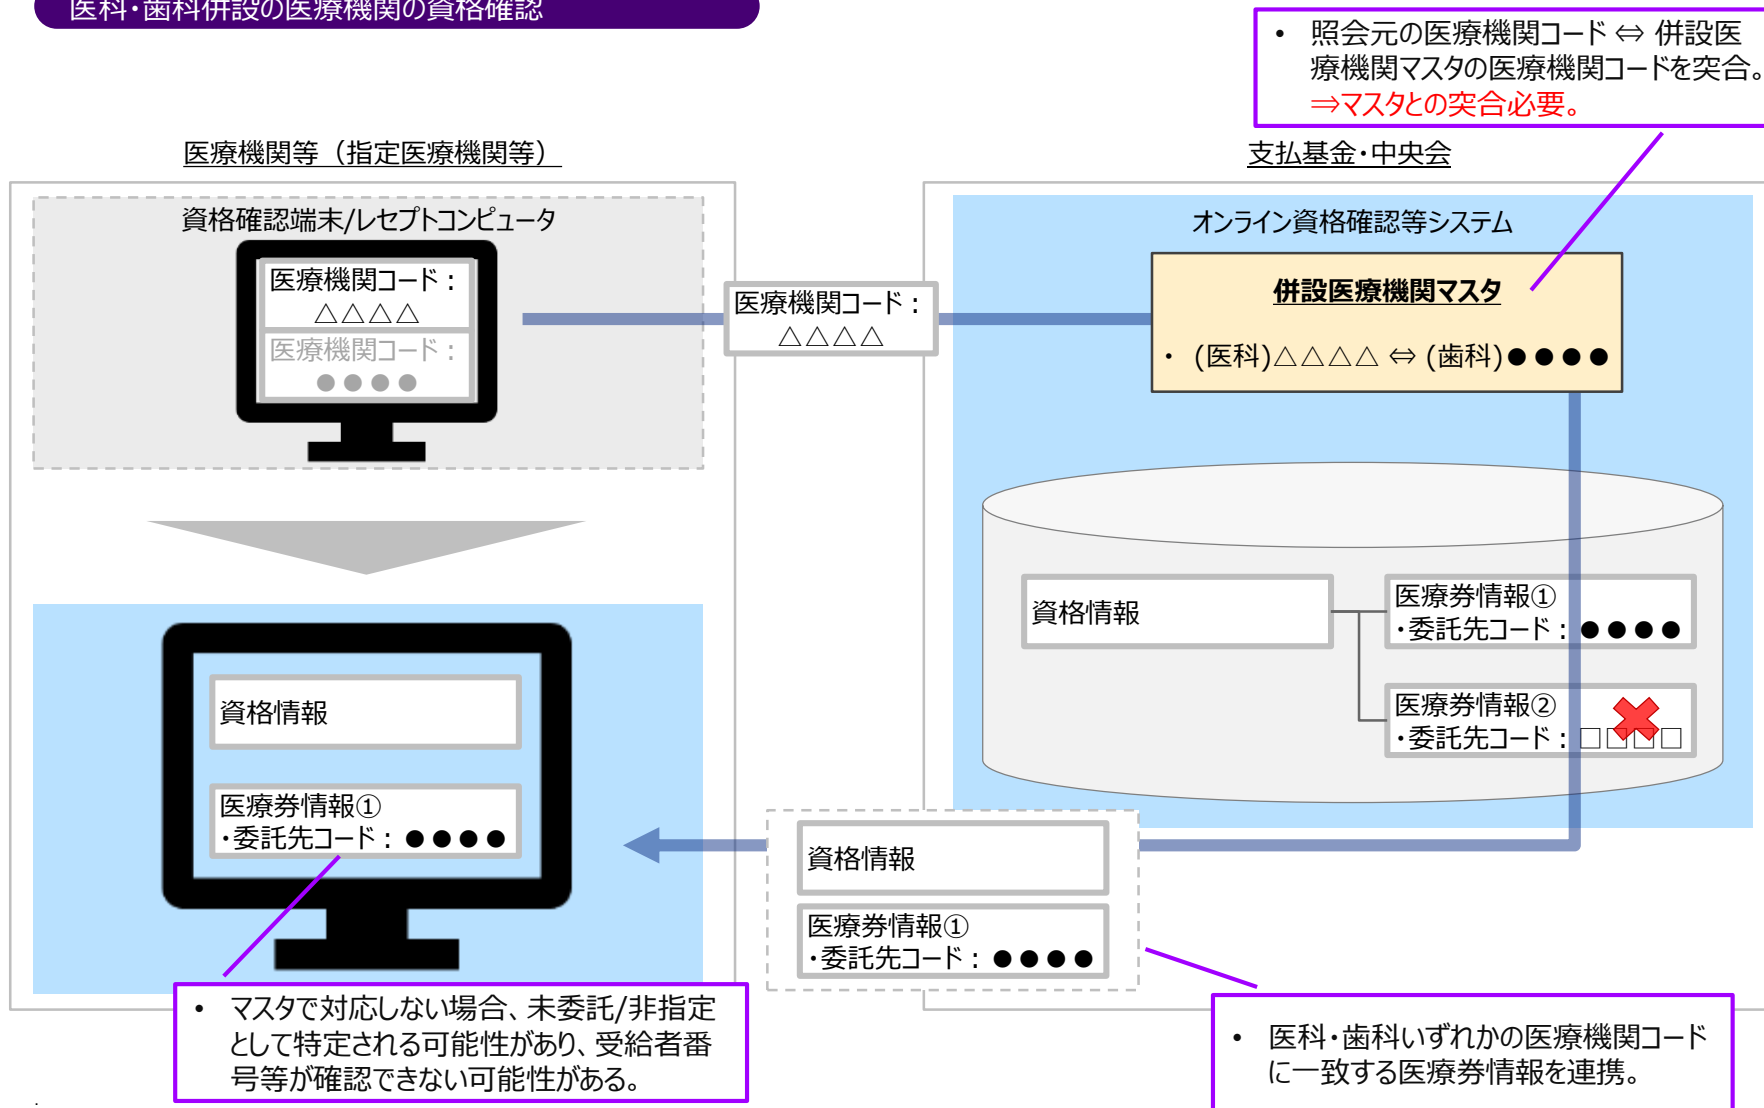 医科・歯科併設の医療機関の資格確認
• 照会元の医療機関コード ⇔ 併設医
療機関マスタの医療機関コードを突合。
⇒マスタとの突合必要。
医療機関等（指定医療機関等）
支払基金・中央会
資格確認端末/レセプトコンピュータ
医療機関コード：
△△△△
医療機関コード：
●●●●
医療機関コード：
△△△△
オンライン資格確認等システム
併設医療機関マスタ
• (医科)△△△△ ⇔ (歯科)●●●●
資格情報
医療券情報①
・委託先コード：●●●●
医療券情報②
・委託先コード：□□□□
資格情報
医療券情報①
・委託先コード：●●●●
資格情報
医療券情報①
・委託先コード：●●●●
• マスタで対応しない場合、未委託/非指定
として特定される可能性があり、受給者番
号等が確認できない可能性がある。
• 医科・歯科いずれかの医療機関コード
に一致する医療券情報を連携。